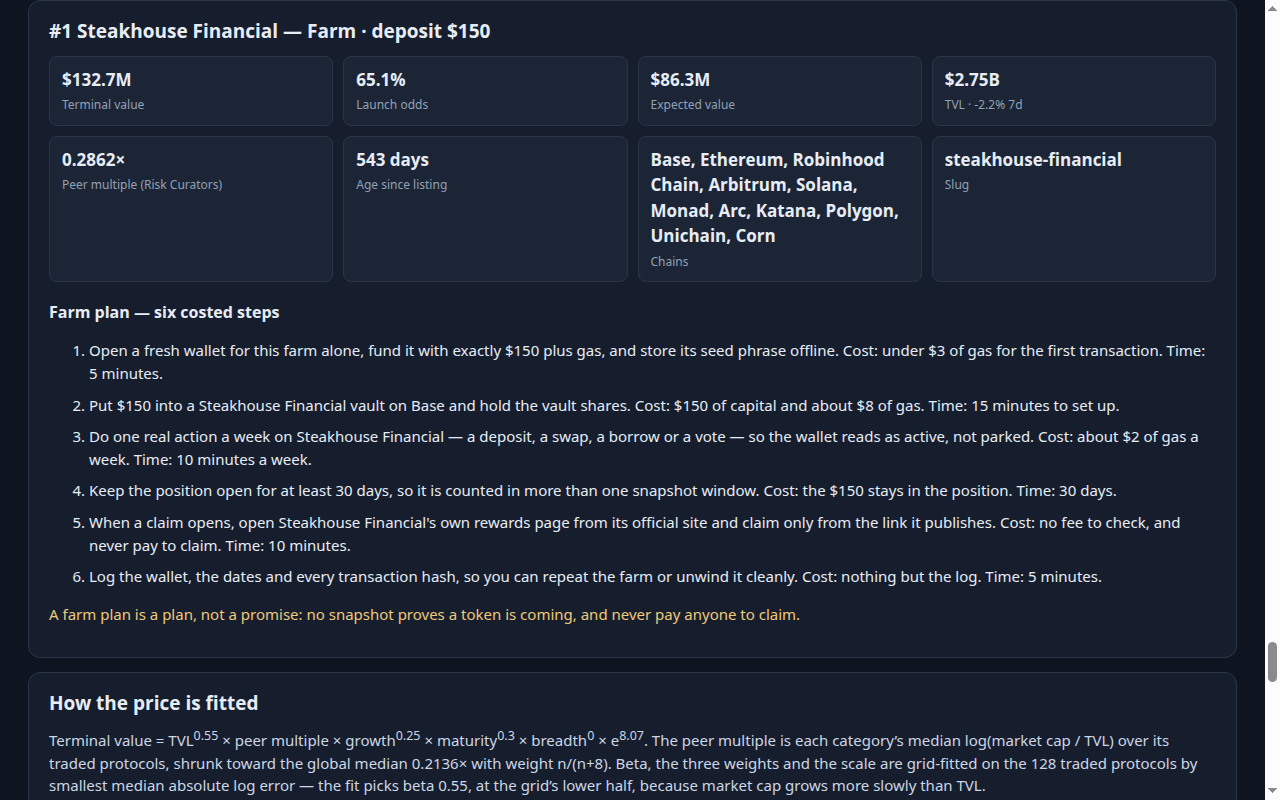 #1 Steakhouse Financial — Farm · deposit $150
$132.7M
Terminal value
65.1%
Launch odds
$86.3M
Expected value
$2.75B
TVL · -2.2% 7d
0.2862×
Peer multiple (Risk Curators)
543 days
Age since listing
Base, Ethereum, Robinhood
Chain, Arbitrum, Solana,
Monad, Arc, Katana, Polygon,
Unichain, Corn
Chains
steakhouse-financial
Slug
Farm plan — six costed steps
1. Open a fresh wallet for this farm alone, fund it with exactly $150 plus gas, and store its seed phrase offline. Cost: under $3 of gas for the first transaction. Time:
5 minutes.
2. Put $150 into a Steakhouse Financial vault on Base and hold the vault shares. Cost: $150 of capital and about $8 of gas. Time: 15 minutes to set up.
3. Do one real action a week on Steakhouse Financial — a deposit, a swap, a borrow or a vote — so the wallet reads as active, not parked. Cost: about $2 of gas a
week. Time: 10 minutes a week.
4. Keep the position open for at least 30 days, so it is counted in more than one snapshot window. Cost: the $150 stays in the position. Time: 30 days.
5. When a claim opens, open Steakhouse Financial's own rewards page from its official site and claim only from the link it publishes. Cost: no fee to check, and
never pay to claim. Time: 10 minutes.
6. Log the wallet, the dates and every transaction hash, so you can repeat the farm or unwind it cleanly. Cost: nothing but the log. Time: 5 minutes.
A farm plan is a plan, not a promise: no snapshot proves a token is coming, and never pay anyone to claim.
How the price is fitted
Terminal value = TVL^0.55 × peer multiple × growth^0.25 × maturity^0.3 × breadth^0 × e^8.07. The peer multiple is each category’s median log(market cap / TVL) over its
traded protocols, shrunk toward the global median 0.2136× with weight n/(n+8). Beta, the three weights and the scale are grid-fitted on the 128 traded protocols by
smallest median absolute log error — the fit picks beta 0.55, at the grid’s lower half, because market cap grows more slowly than TVL.